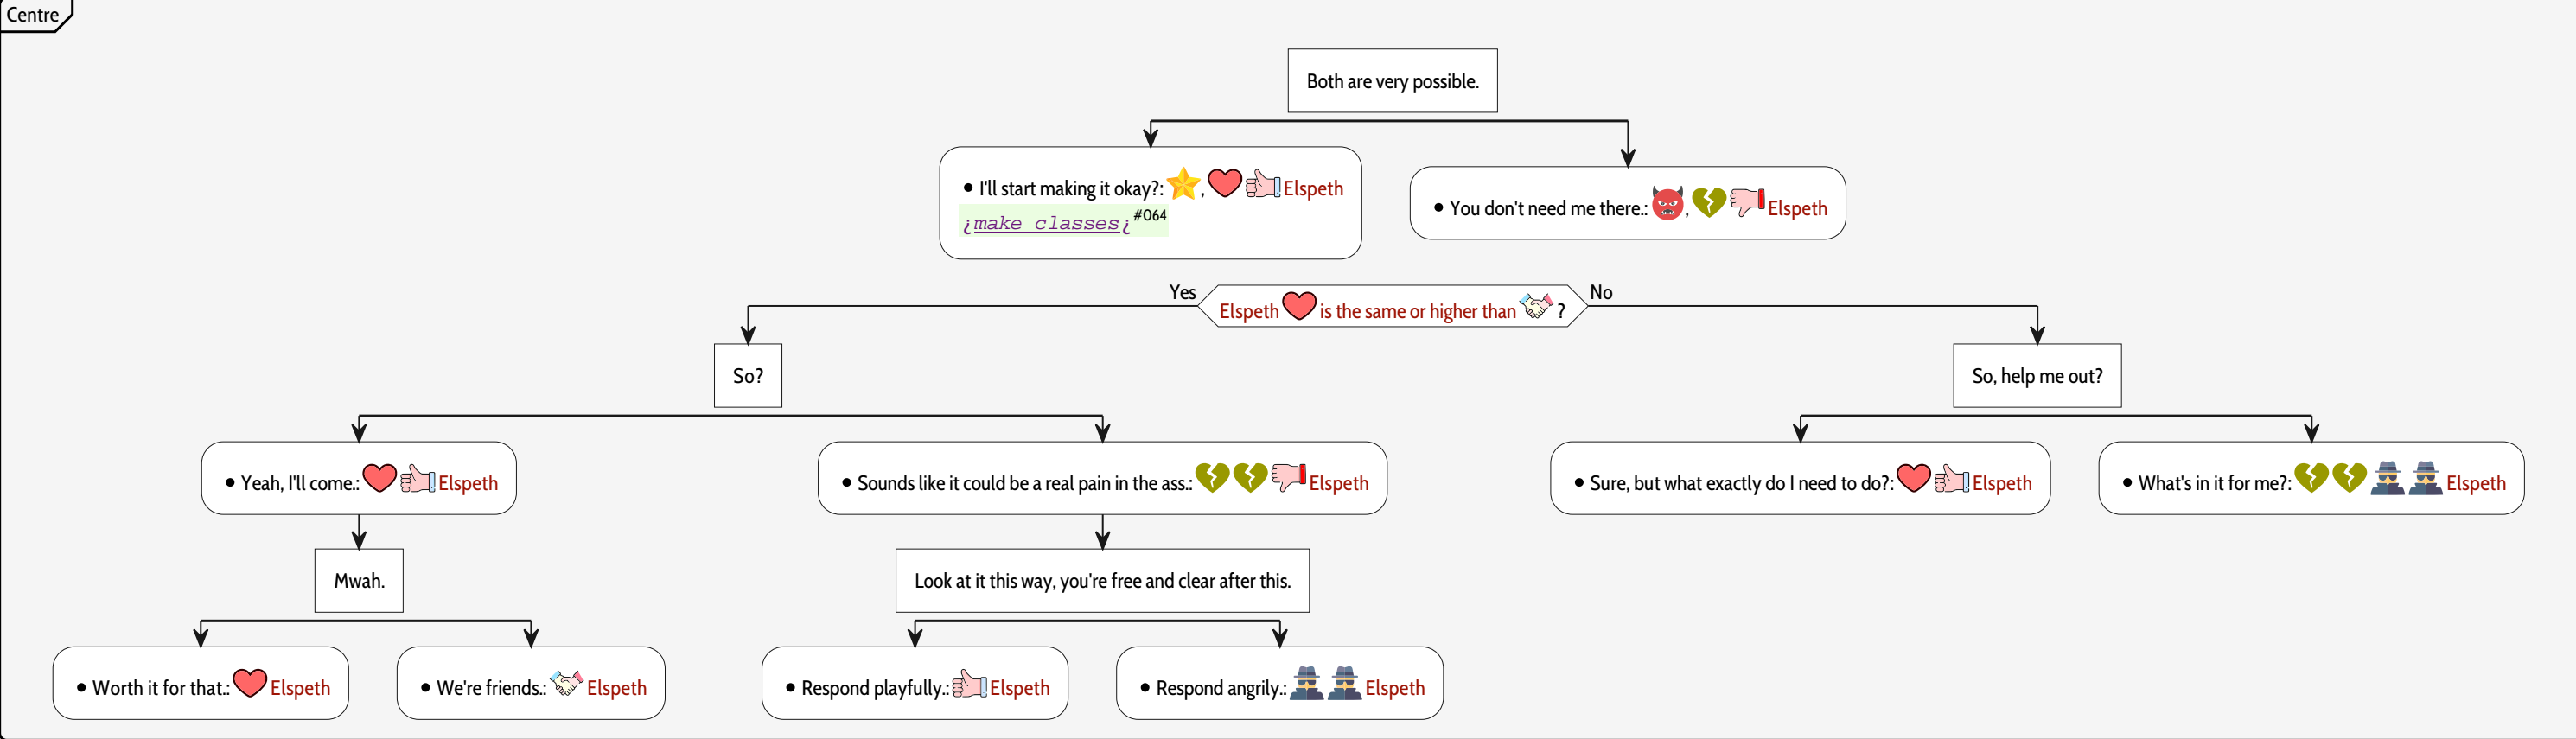 Centre
Both are very possible.
• I'll start making it okay?: ⭐, ❤️👍 Elspeth
¿make classes¿#064
• You don't need me there.: 👿, 💔👎 Elspeth
Yes
Elspeth ❤️ is the same or higher than 🤝 ?
No
So?
So, help me out?
• Yeah, I'll come.: ❤️👍 Elspeth
• Sounds like it could be a real pain in the ass.: 💔💔👎 Elspeth
• Sure, but what exactly do I need to do?: ❤️👍 Elspeth
• What's in it for me?: 💔💔🕵️🕵️ Elspeth
Mwah.
Look at it this way, you're free and clear after this.
• Worth it for that.: ❤️ Elspeth
• We're friends.: 🤝 Elspeth
• Respond playfully.: 👍 Elspeth
• Respond angrily.: 🕵️🕵️ Elspeth